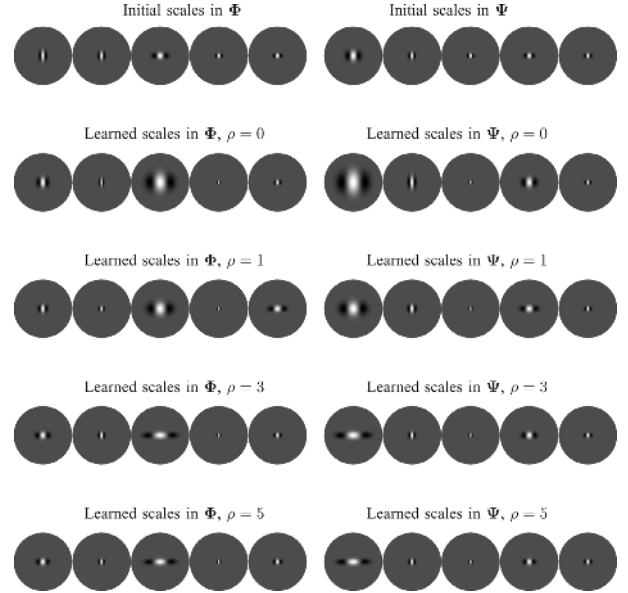 Initial scales in Φ
Initial scales in Ψ
Learned scales in Φ, ρ = 0
Learned scales in Ψ, ρ = 0
Learned scales in Φ, ρ = 1
Learned scales in Ψ, ρ = 1
Learned scales in Φ, ρ = 3
Learned scales in Ψ, ρ = 3
Learned scales in Φ, ρ = 5
Learned scales in Ψ, ρ = 5